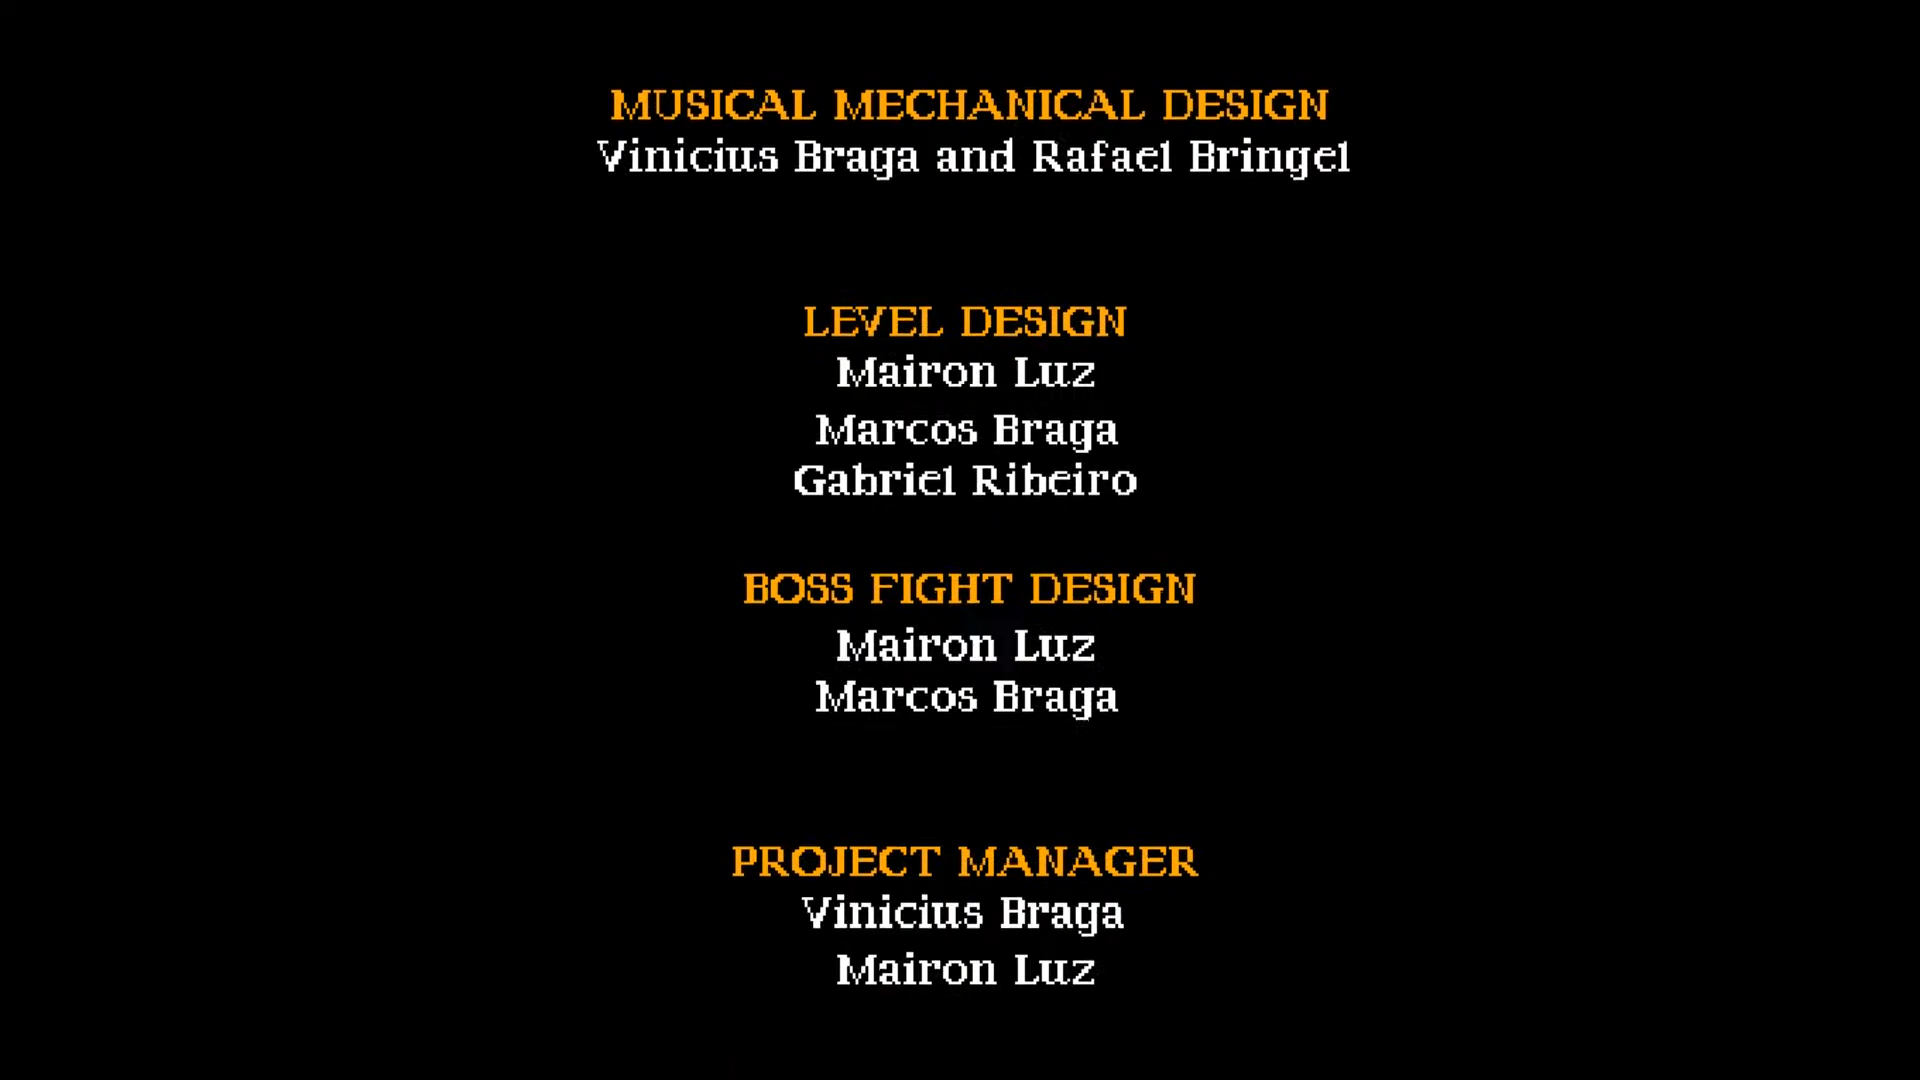 MUSICAL MECHANICAL DESIGN
Vinicius Braga and Rafael Bringel
LEVEL DESIGN
Mairon Luz
Marcos Braga
Gabriel Ribeiro
BOSS FIGHT DESIGN
Mairon Luz
Marcos Braga
PROJECT MANAGER
Vinicius Braga
Mairon Luz